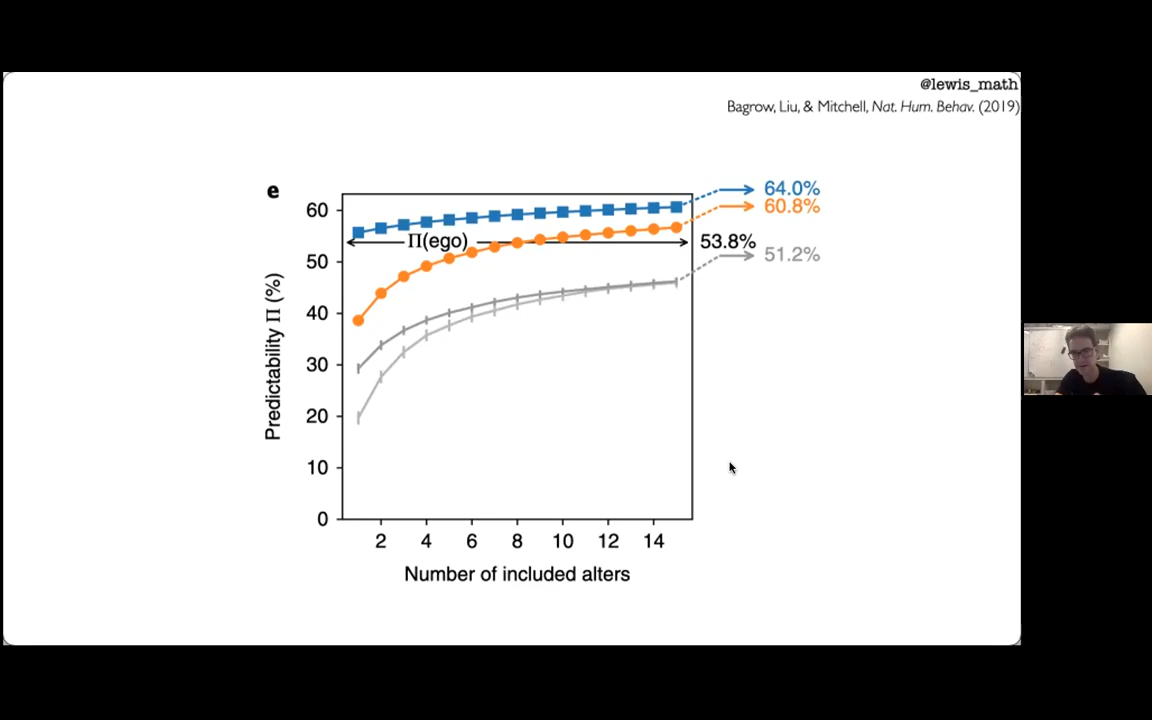 @lewis_math
Bagrow, Liu, & Mitchell, Nat. Hum. Behav. (2019)
e
64.0%
60.8%
53.8%
51.2%
Π(ego)
Predictability Π (%)
60
50
40
30
20
10
0
2 4 6 8 10 12 14
Number of included alters